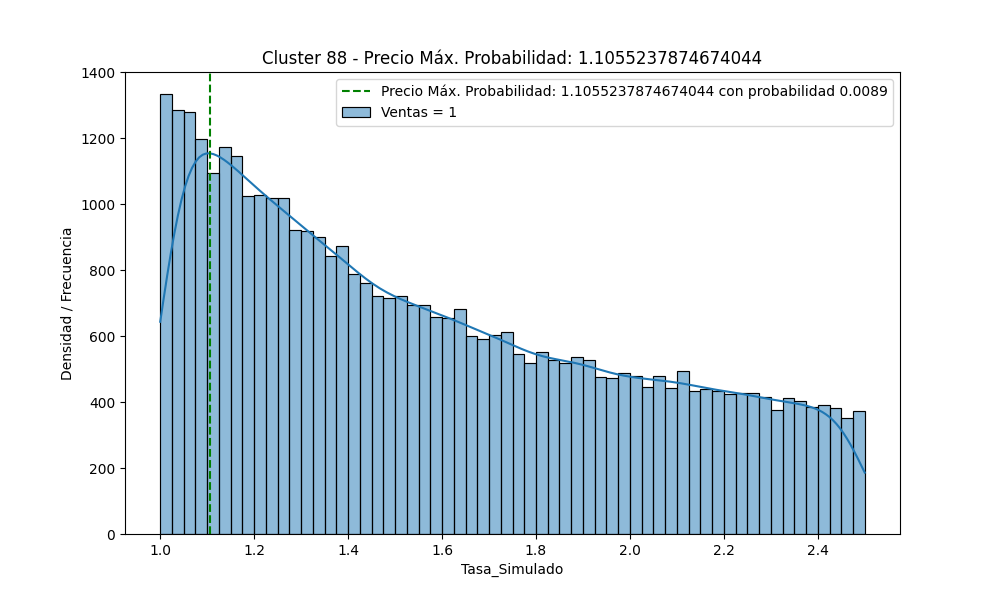 Cluster 88 - Precio Máx. Probabilidad: 1.1055237874674044
Precio Máx. Probabilidad: 1.1055237874674044 con probabilidad 0.0089
Ventas = 1
Densidad / Frecuencia
1400
1200
1000
800
600
400
200
0
1.0 1.2 1.4 1.6 1.8 2.0 2.2 2.4
Tasa_Simulado